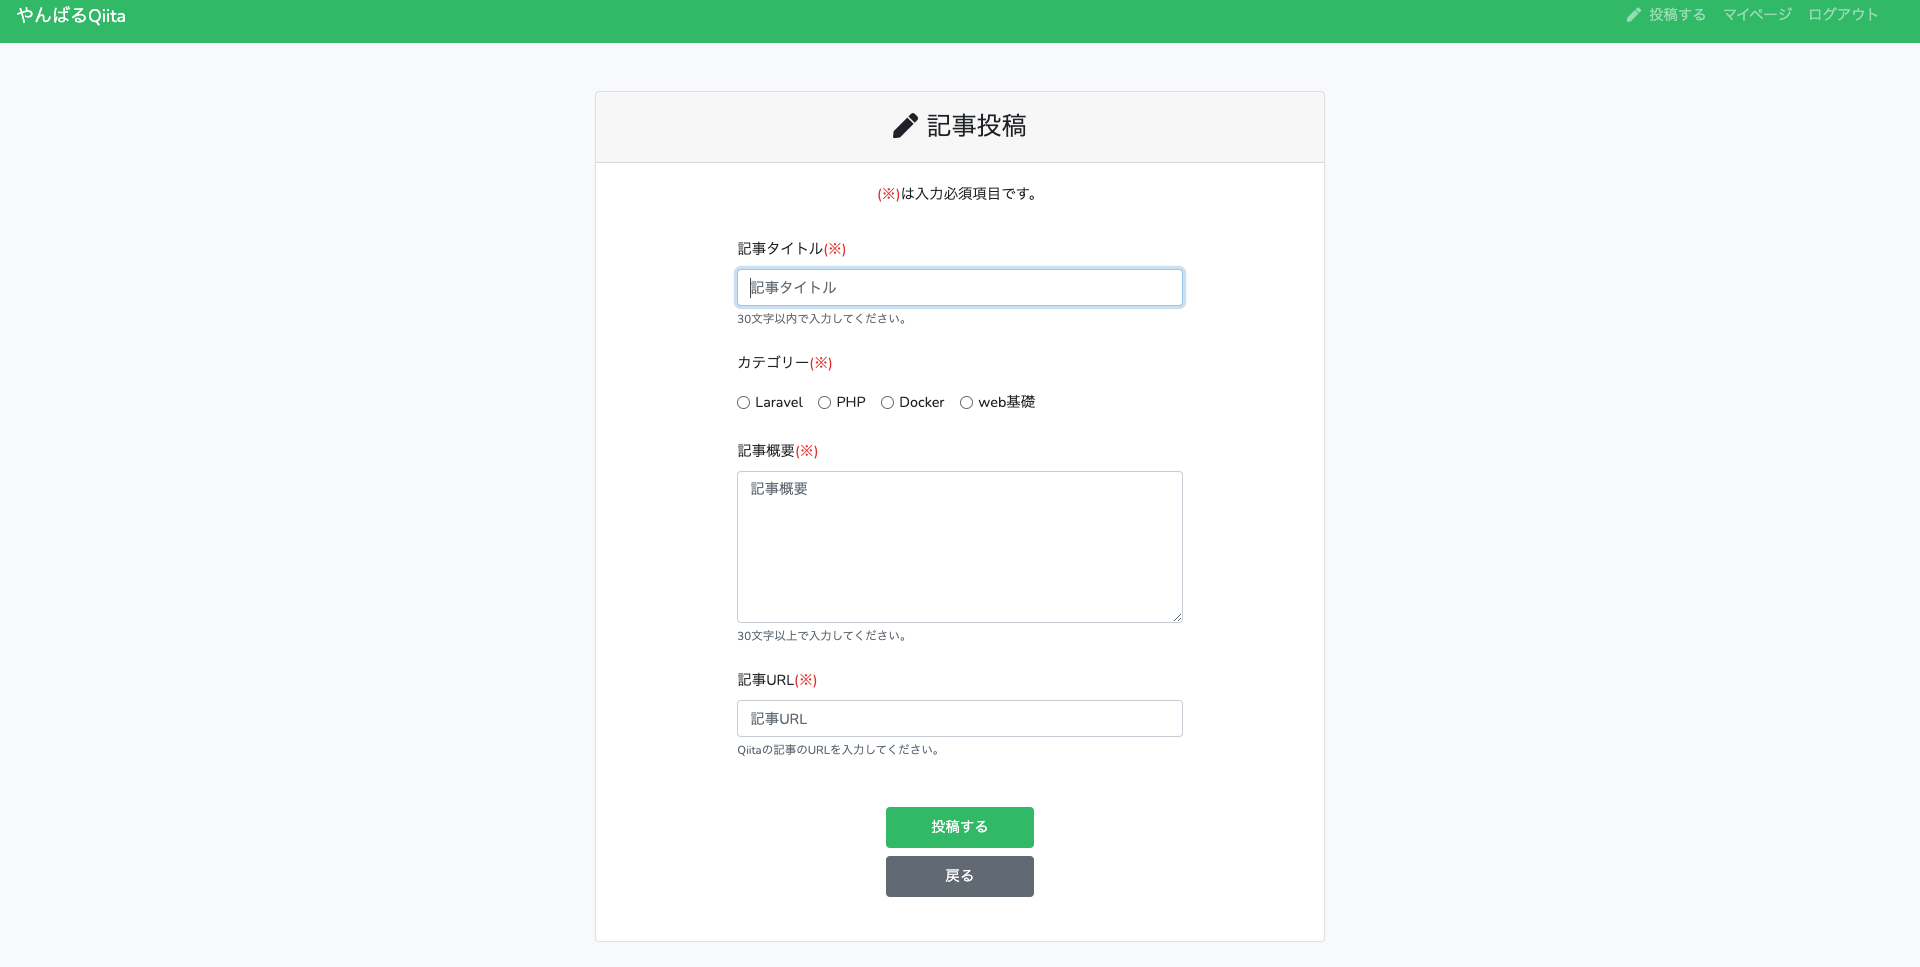 やんばるQiita
投稿する マイページ ログアウト
記事投稿
(※)は入力必須項目です。
記事タイトル(※)
記事タイトル
30文字以内で入力してください。
カテゴリー(※)
Laravel PHP Docker web基礎
記事概要(※)
記事概要
30文字以上で入力してください。
記事URL(※)
記事URL
Qiitaの記事のURLを入力してください。
投稿する
戻る